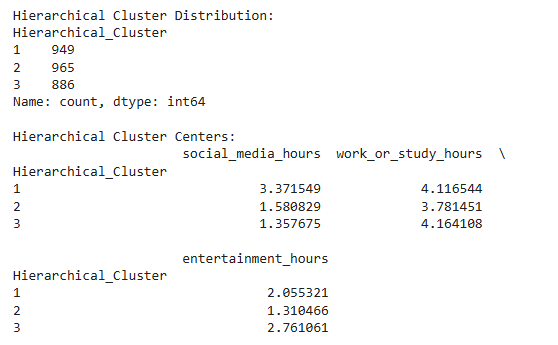 Hierarchical Cluster Distribution:
Hierarchical_Cluster
1    949
2    965
3    886
Name: count, dtype: int64
Hierarchical Cluster Centers:
social_media_hours  work_or_study_hours  \
Hierarchical_Cluster
1    3.371549    4.116544
2    1.580829    3.781451
3    1.357675    4.164108
entertainment_hours
Hierarchical_Cluster
1    2.055321
2    1.310466
3    2.761061